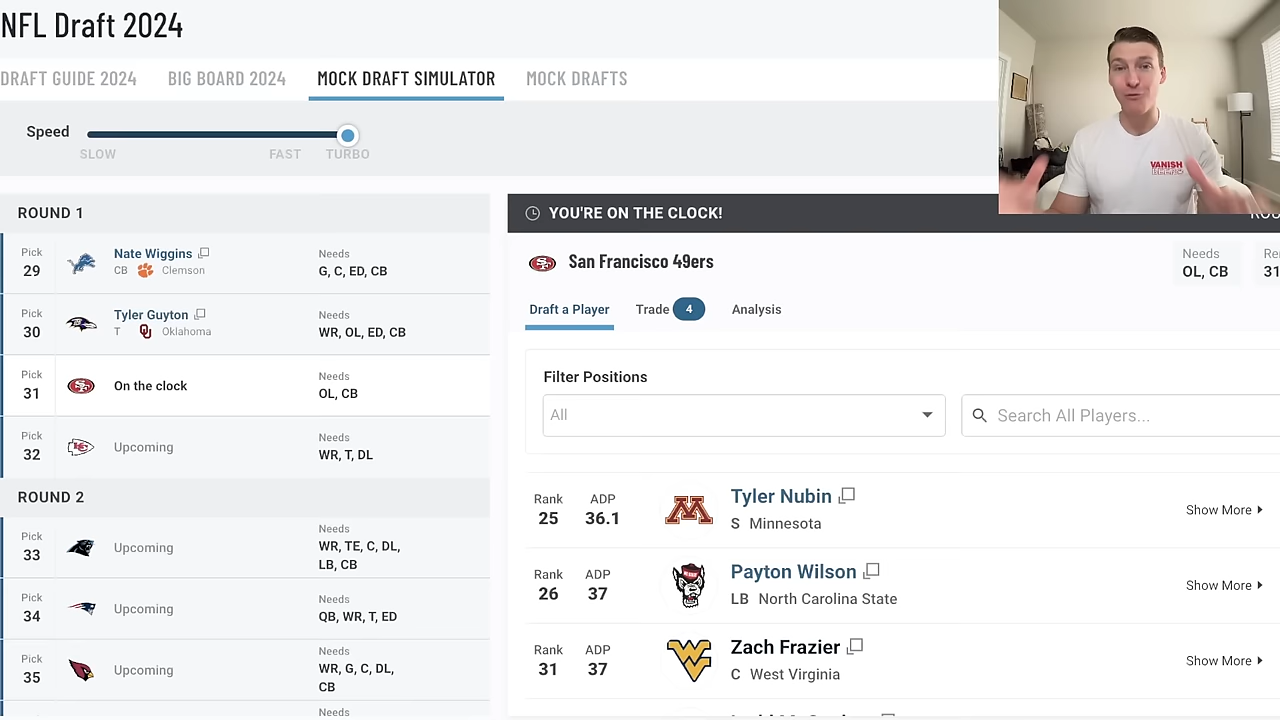 NFL Draft 2024
DRAFT GUIDE 2024
BIG BOARD 2024
MOCK DRAFT SIMULATOR
MOCK DRAFTS
Speed
SLOW
FAST
TURBO
ROUND 1
Pick
29
Nate Wiggins
CB Clemson
Needs
G, C, ED, CB
Pick
30
Tyler Guyton
T Oklahoma
Needs
WR, OL, ED, CB
Pick
31
On the clock
Needs
OL, CB
Pick
32
Upcoming
Needs
WR, T, DL
ROUND 2
Pick
33
Upcoming
Needs
WR, TE, C, DL,
LB, CB
Pick
34
Upcoming
Needs
QB, WR, T, ED
Pick
35
Upcoming
Needs
WR, G, C, DL,
CB
Needs
YOU'RE ON THE CLOCK!
San Francisco 49ers
Needs
OL, CB
31
Draft a Player
Trade 4
Analysis
Filter Positions
All
Search All Players...
Rank
25
ADP
36.1
Tyler Nubin
S Minnesota
Show More
Rank
26
ADP
37
Payton Wilson
LB North Carolina State
Show More
Rank
31
ADP
37
Zach Frazier
C West Virginia
Show More
VANISH